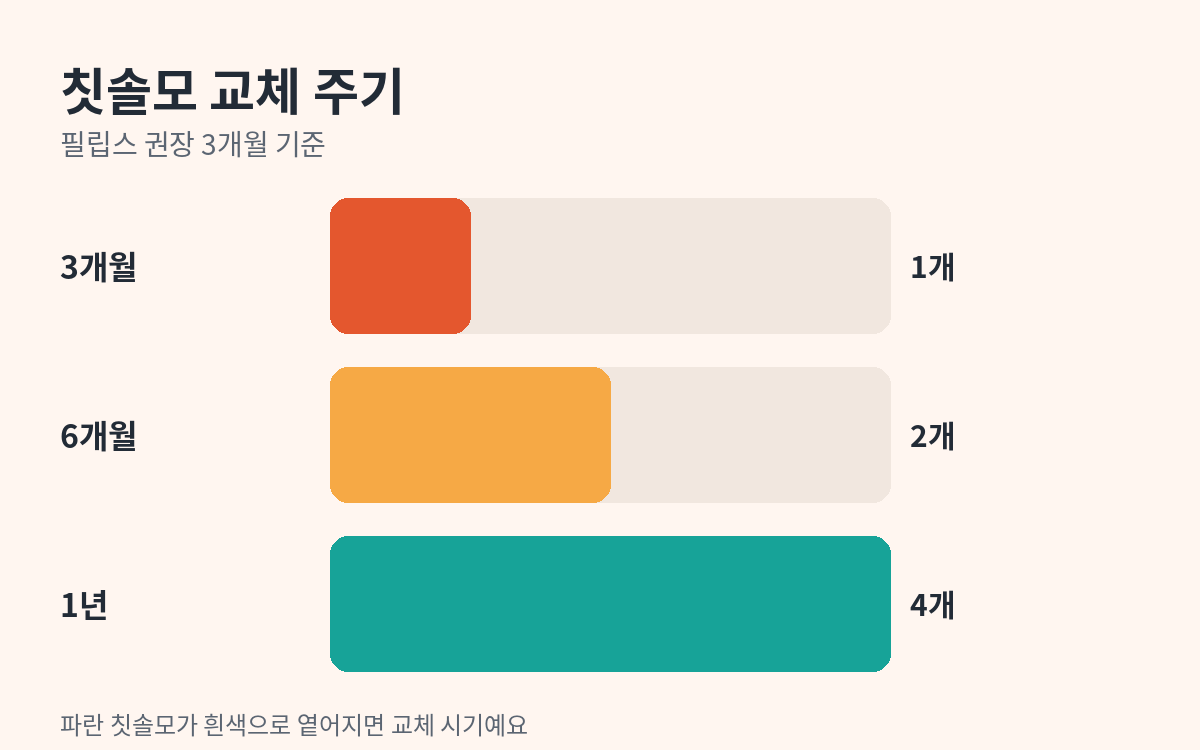 칫솔모 교체 주기
필립스 권장 3개월 기준
3개월
1개
6개월
2개
1년
4개
파란 칫솔모가 흰색으로 옅어지면 교체 시기예요